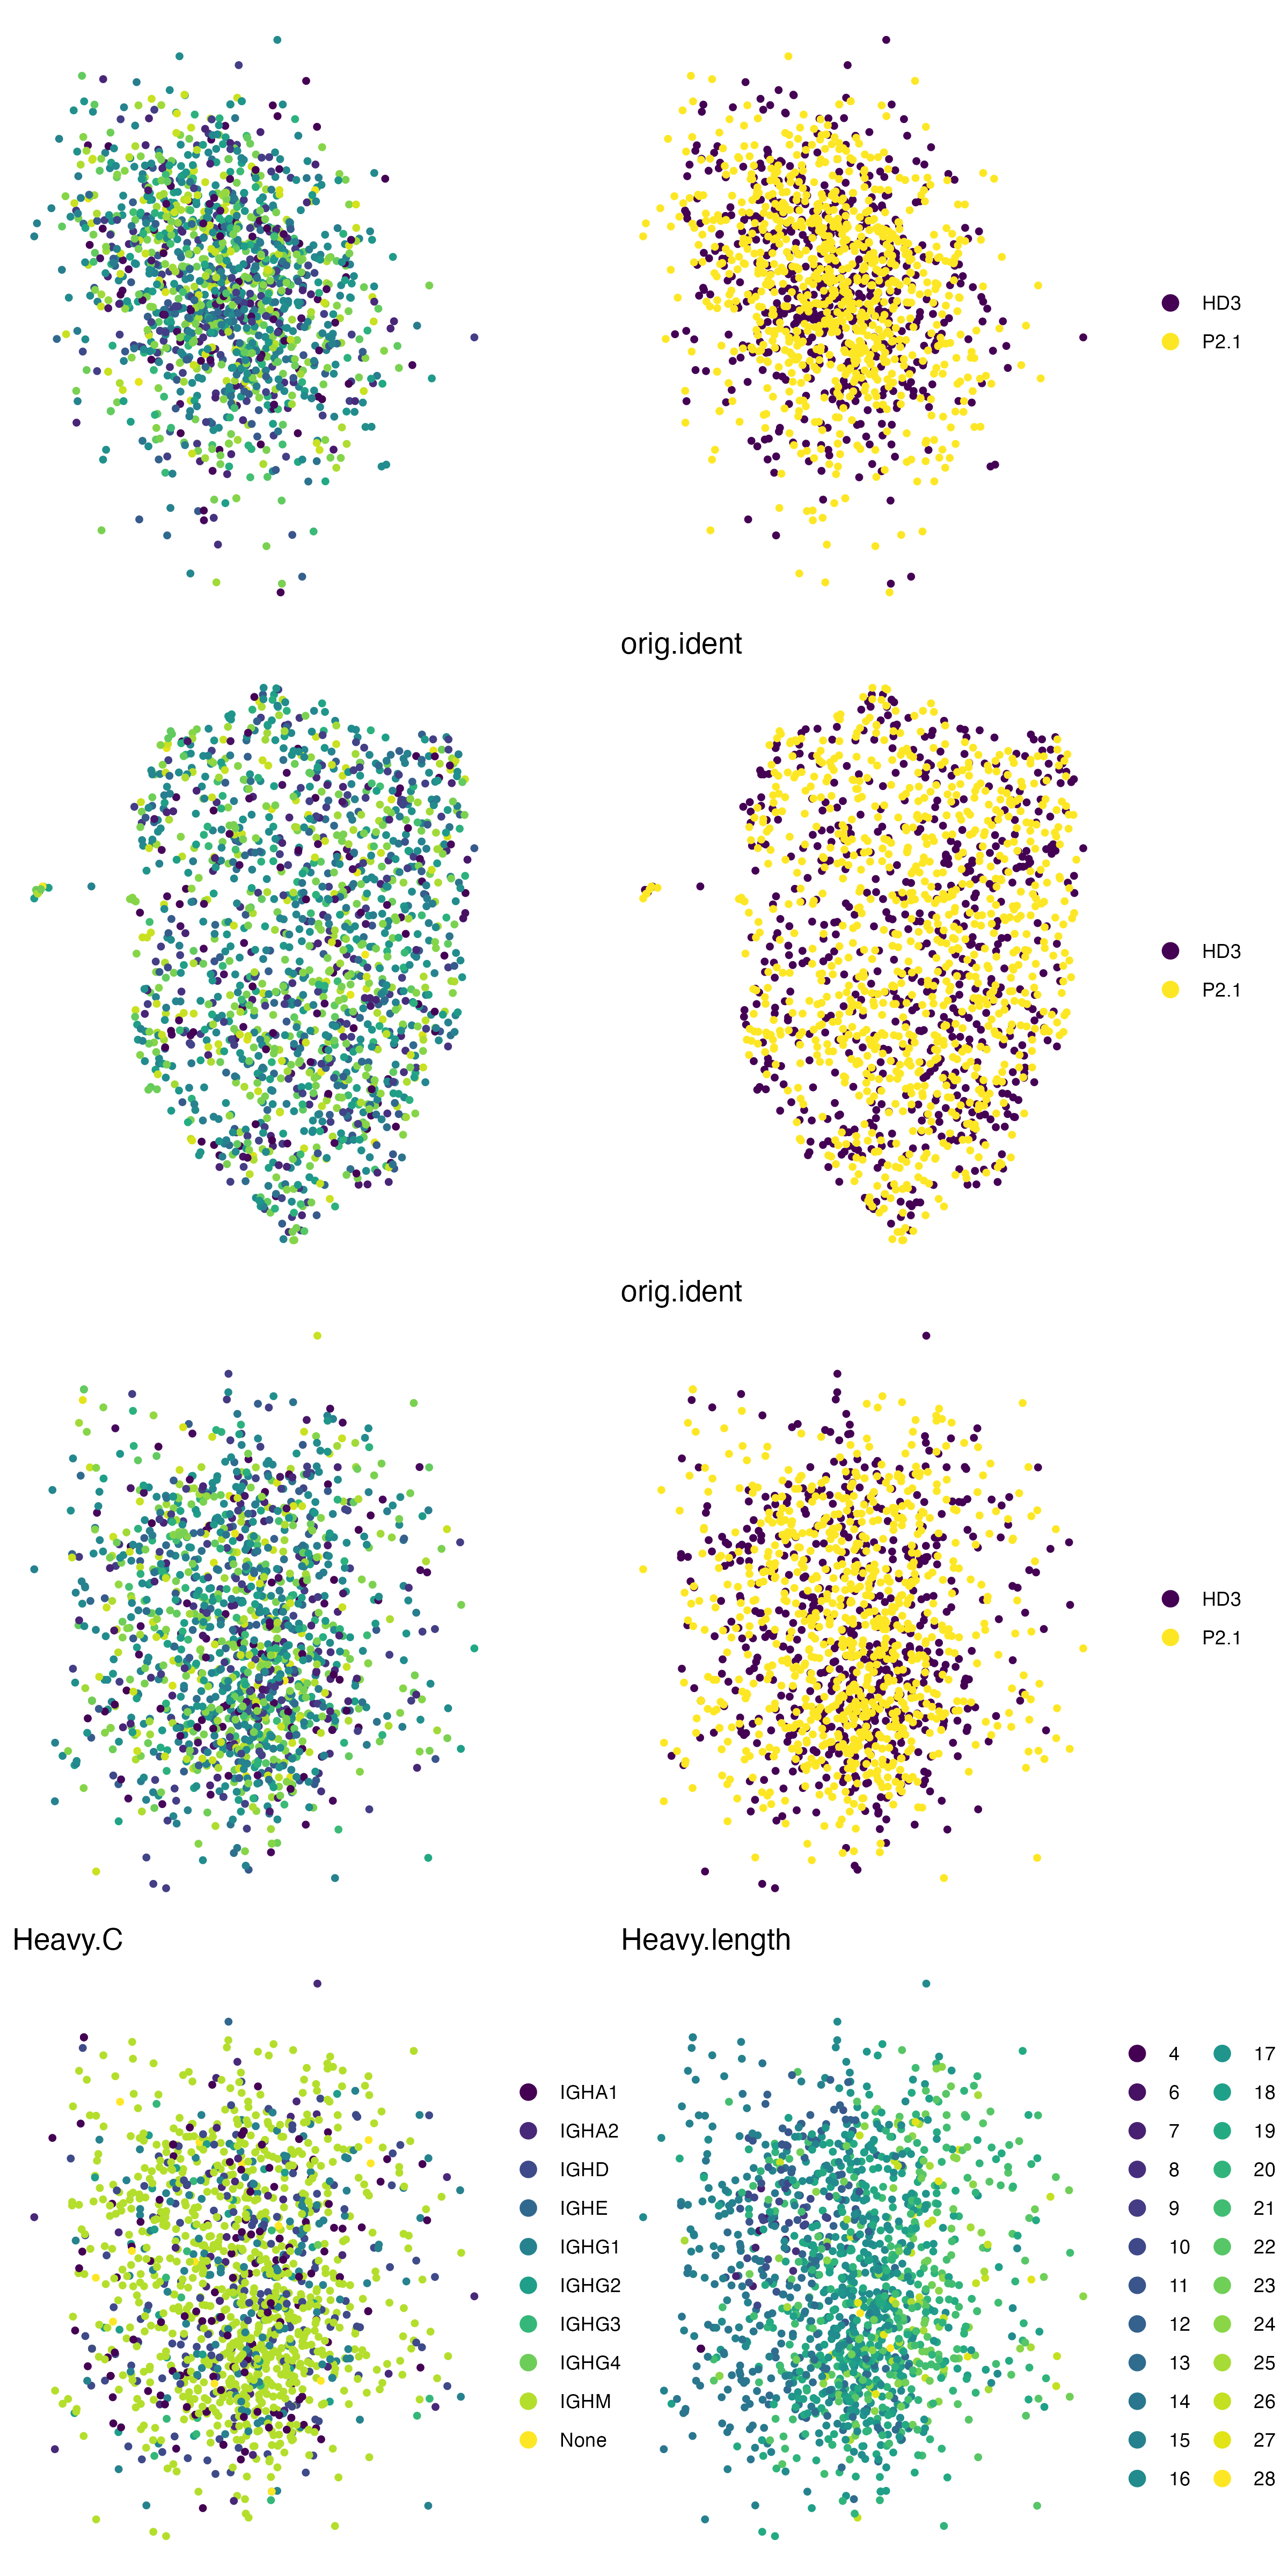 HD3
P2.1
orig.ident
HD3
P2.1
orig.ident
HD3
P2.1
Heavy.C
IGHA1
IGHA2
IGHD
IGHE
IGHG1
IGHG2
IGHG3
IGHG4
IGHM
None
Heavy.length
4 17
6 18
7 19
8 20
9 21
10 22
11 23
12 24
13 25
14 26
15 27
16 28